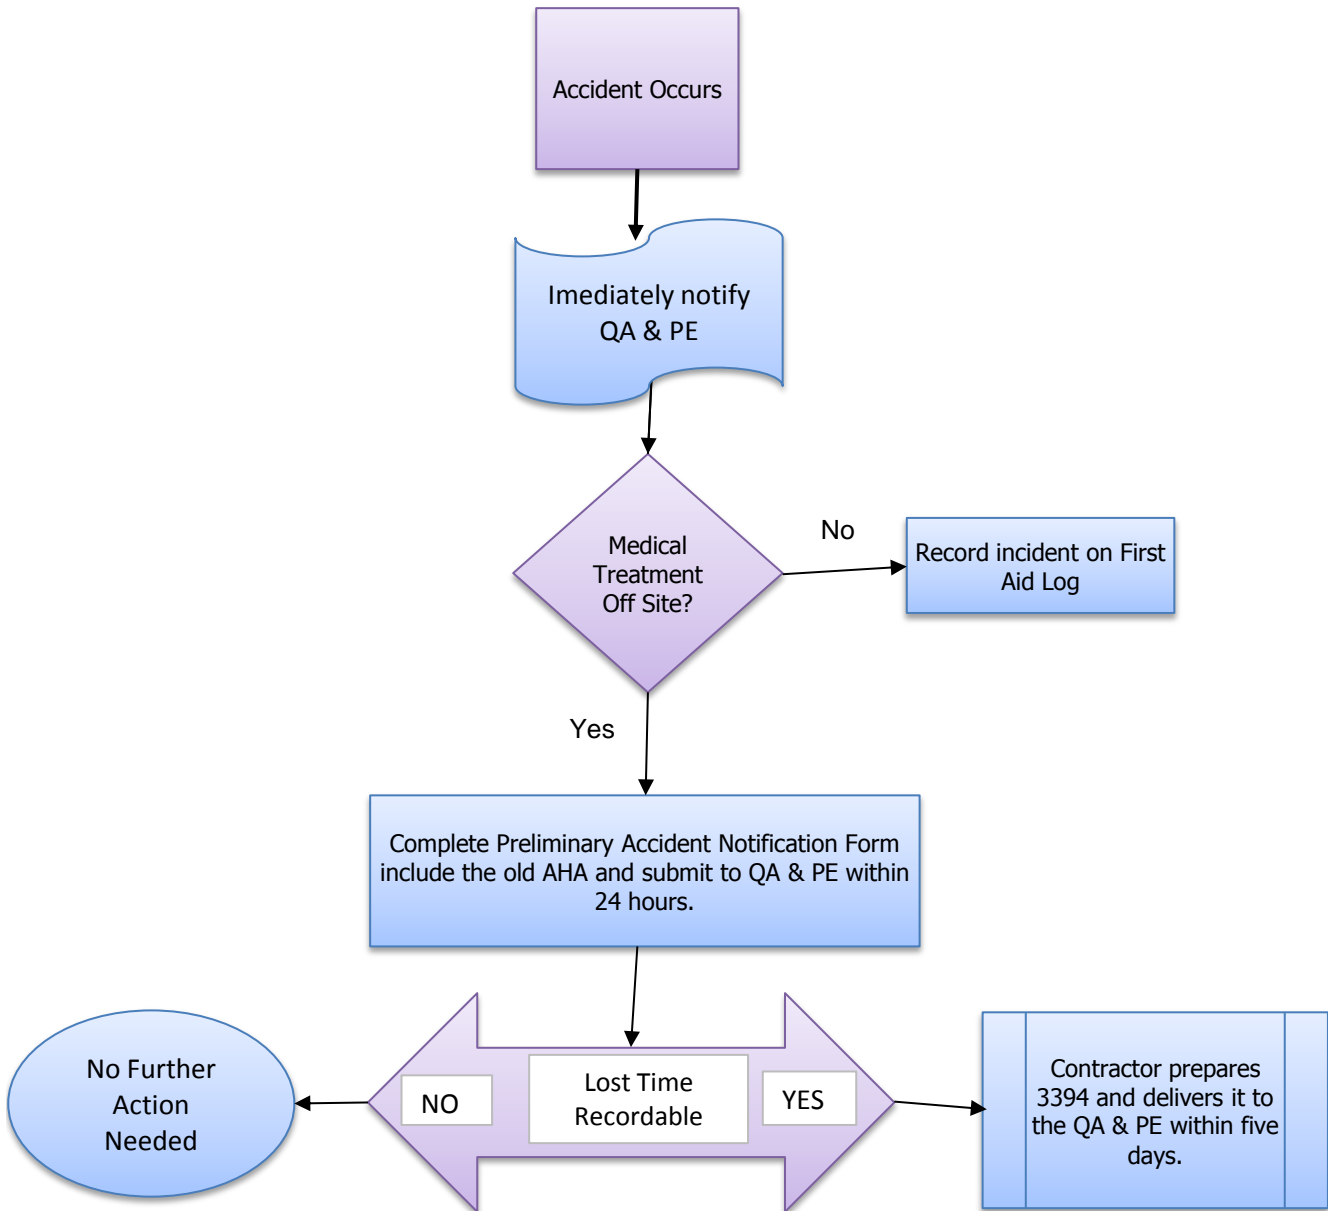 Accident Occurs
Imediately notify
QA & PE
Medical
Treatment
Off Site?
No
Record incident on First
Aid Log
Yes
Complete Preliminary Accident Notification Form
include the old AHA and submit to QA & PE within
24 hours.
No Further
Action
Needed
NO
Lost Time
Recordable
YES
Contractor prepares
3394 and delivers it to
the QA & PE within five
days.